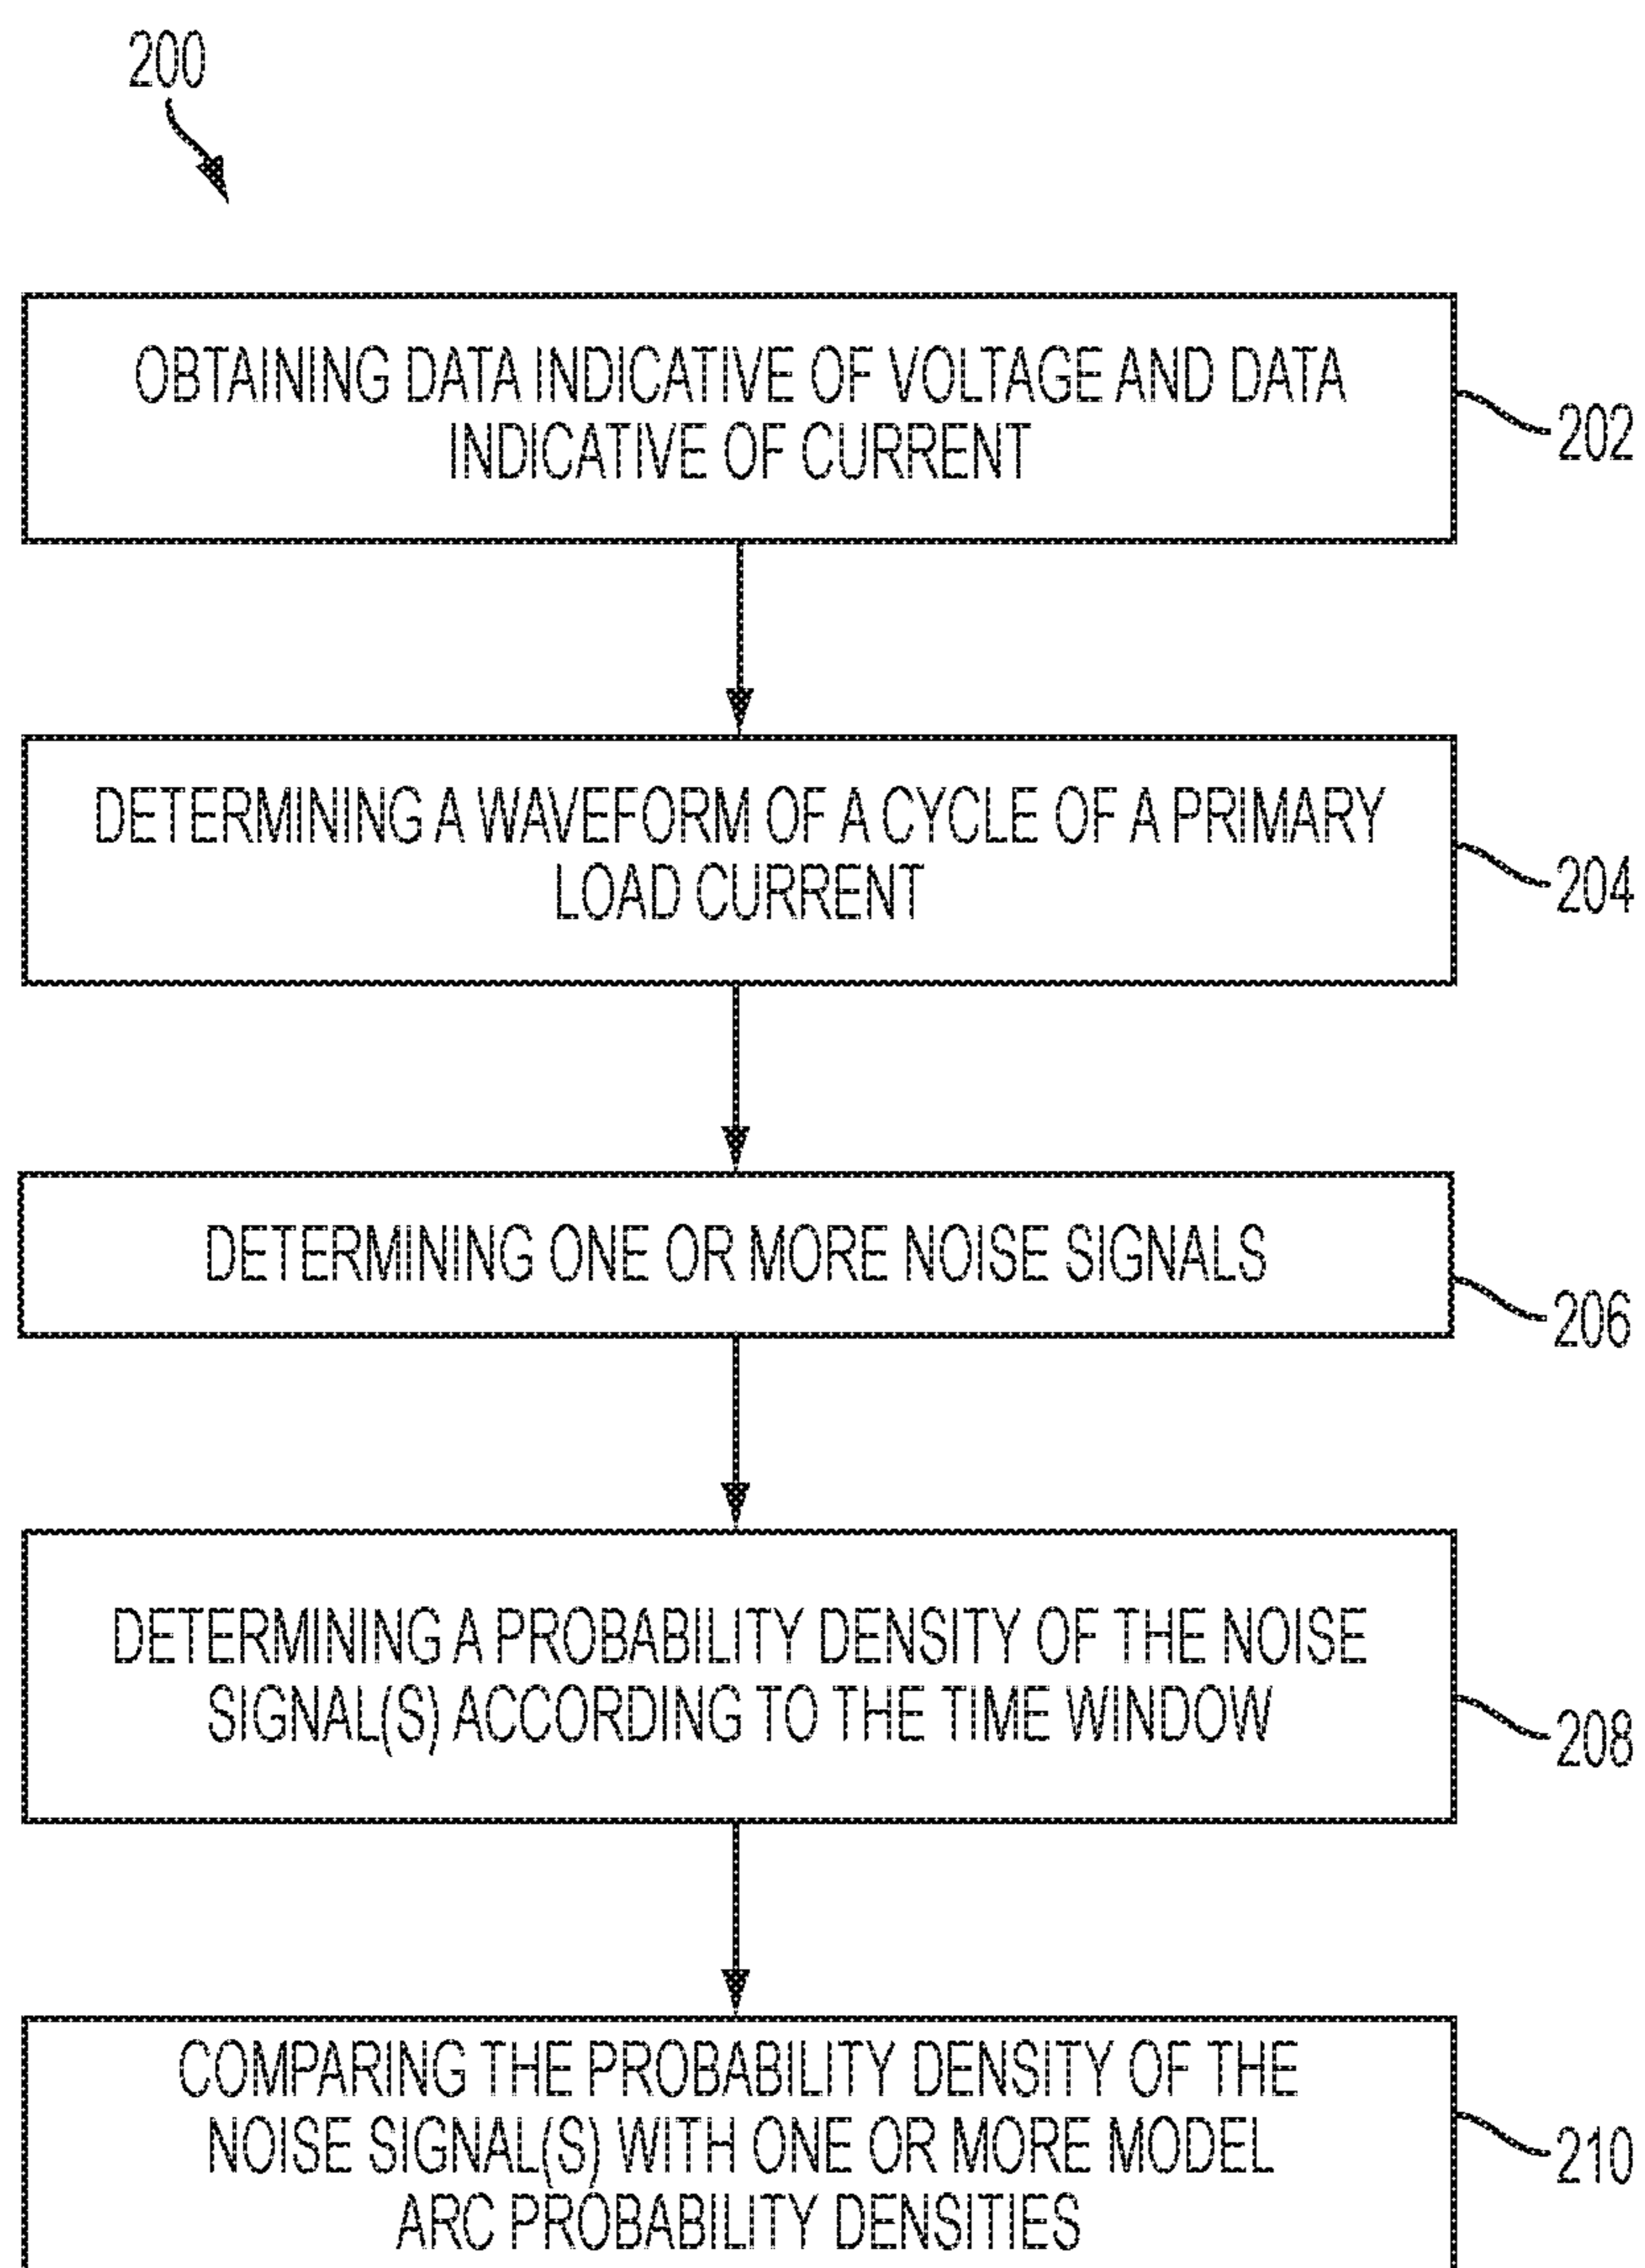 200
OBTAINING DATA INDICATIVE OF VOLTAGE AND DATA
INDICATIVE OF CURRENT
202
DETERMINING A WAVEFORM OF A CYCLE OF A PRIMARY
LOAD CURRENT
204
DETERMINING ONE OR MORE NOISE SIGNALS
206
DETERMINING A PROBABILITY DENSITY OF THE NOISE
SIGNAL(S) ACCORDING TO THE TIME WINDOW
208
COMPARING THE PROBABILITY DENSITY OF THE
NOISE SIGNAL(S) WITH ONE OR MORE MODEL
ARC PROBABILITY DENSITIES
210